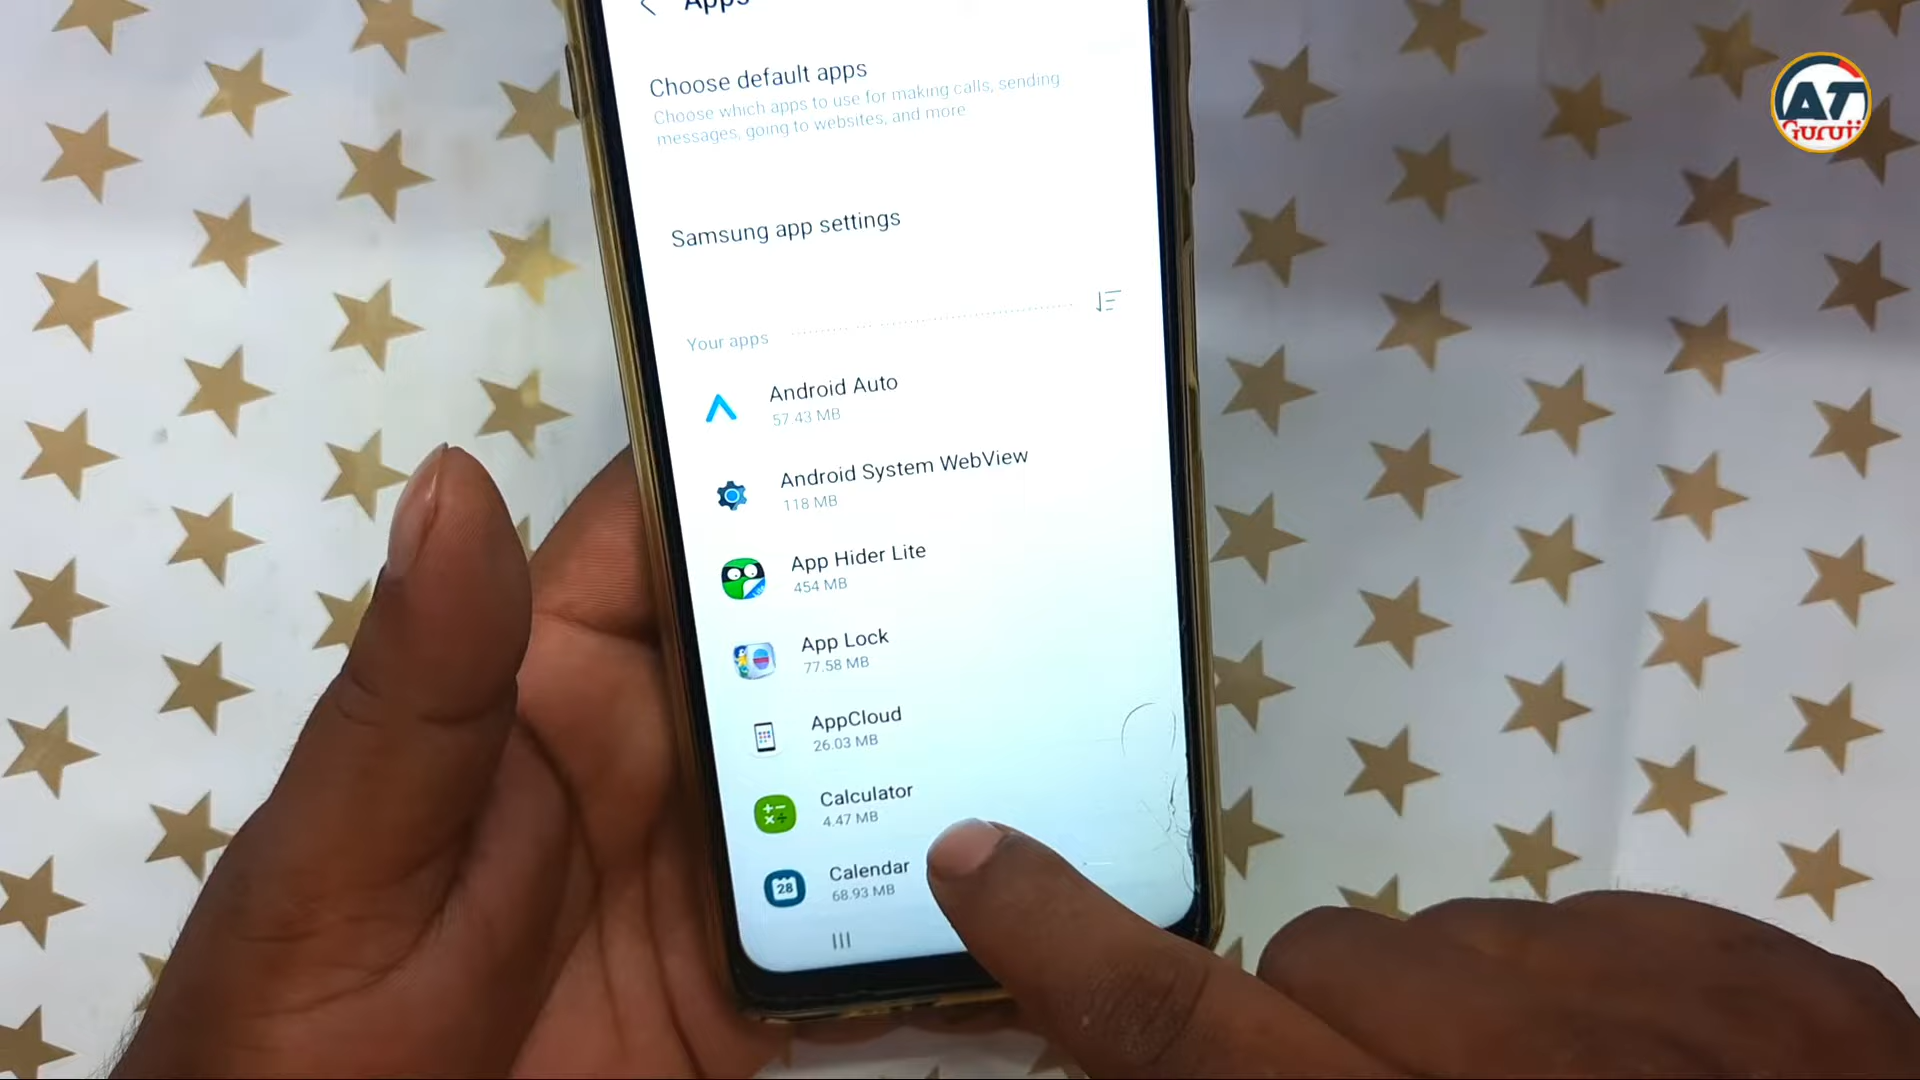 Apps
Choose default apps
Choose which apps to use for making calls, sending
messages, going to websites, and more
Samsung app settings
Your apps
Android Auto
57.43 MB
Android System WebView
118 MB
App Hider Lite
454 MB
App Lock
77.58 MB
AppCloud
26.03 MB
Calculator
4.47 MB
Calendar
28
68.93 MB
AT
Guruji